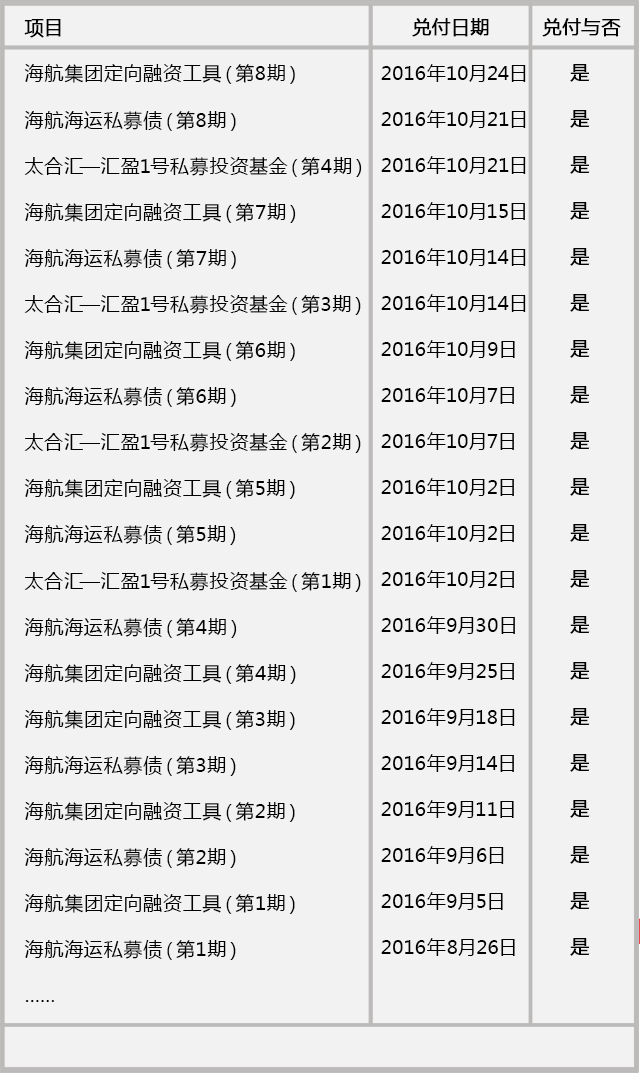 项目 兑付日期 兑付与否
海航集团定向融资工具(第8期) 2016年10月24日 是
海航海运私募债(第8期) 2016年10月21日 是
太合汇—汇盈1号私募投资基金(第4期) 2016年10月21日 是
海航集团定向融资工具(第7期) 2016年10月15日 是
海航海运私募债(第7期) 2016年10月14日 是
太合汇—汇盈1号私募投资基金(第3期) 2016年10月14日 是
海航集团定向融资工具(第6期) 2016年10月9日 是
海航海运私募债(第6期) 2016年10月7日 是
太合汇—汇盈1号私募投资基金(第2期) 2016年10月7日 是
海航集团定向融资工具(第5期) 2016年10月2日 是
海航海运私募债(第5期) 2016年10月2日 是
太合汇—汇盈1号私募投资基金(第1期) 2016年10月2日 是
海航海运私募债(第4期) 2016年9月30日 是
海航集团定向融资工具(第4期) 2016年9月25日 是
海航集团定向融资工具(第3期) 2016年9月18日 是
海航海运私募债(第3期) 2016年9月14日 是
海航集团定向融资工具(第2期) 2016年9月11日 是
海航海运私募债(第2期) 2016年9月6日 是
海航集团定向融资工具(第1期) 2016年9月5日 是
海航海运私募债(第1期) 2016年8月26日 是
……